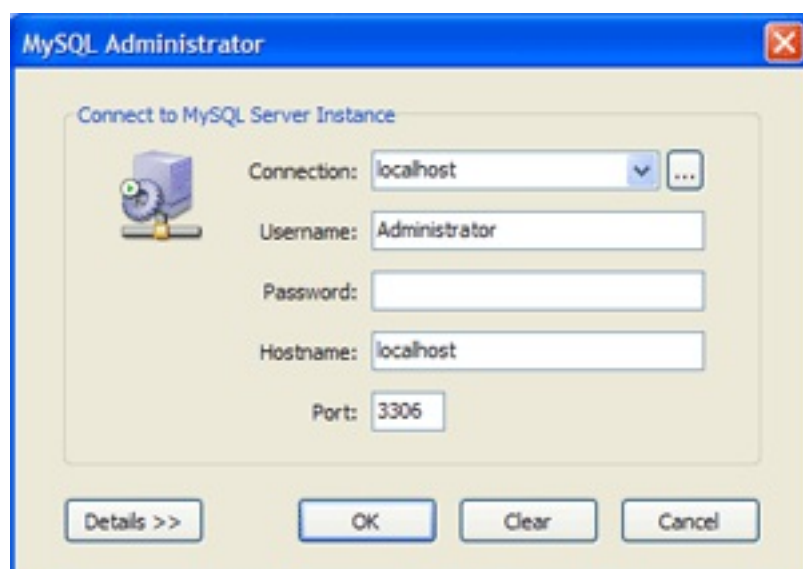 MySQL Administrator
Connect to MySQL Server Instance
Connection: localhost ...
Username: Administrator
Password:
Hostname: localhost
Port: 3306
Details >> OK Clear Cancel